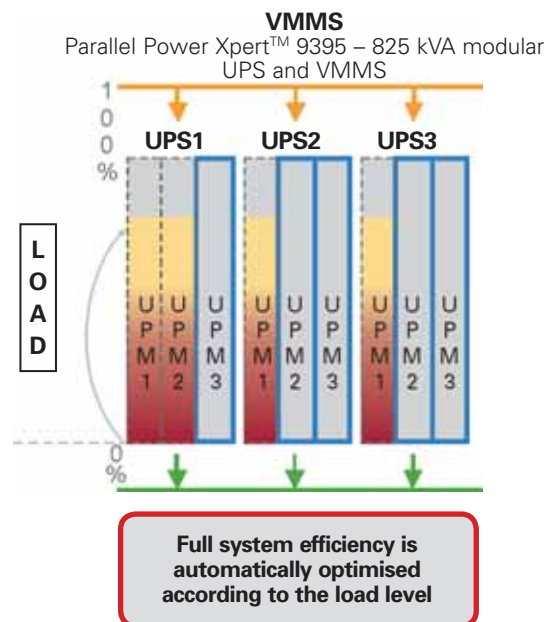 VMMS
Parallel Power Xpert™ 9395 – 825 kVA modular
UPS and VMMS
100%
UPS1 UPS2 UPS3
LOAD
UPM1 UPM2 UPM3 UPM1 UPM2 UPM3 UPM1 UPM2 UPM3
0%
Full system efficiency is
automatically optimised
according to the load level